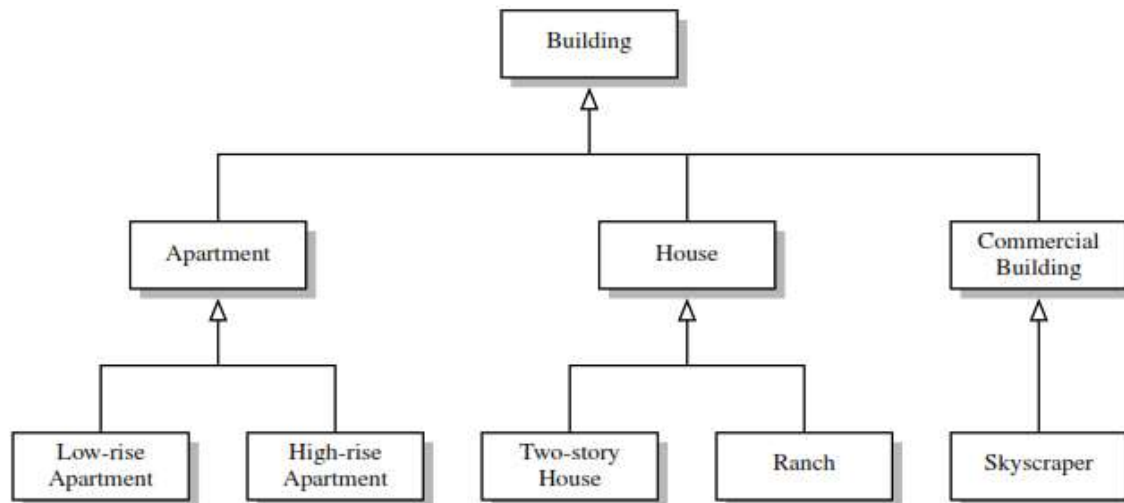 Building
Apartment
House
Commercial
Building
Low-rise
Apartment
High-rise
Apartment
Two-story
House
Ranch
Skyscraper